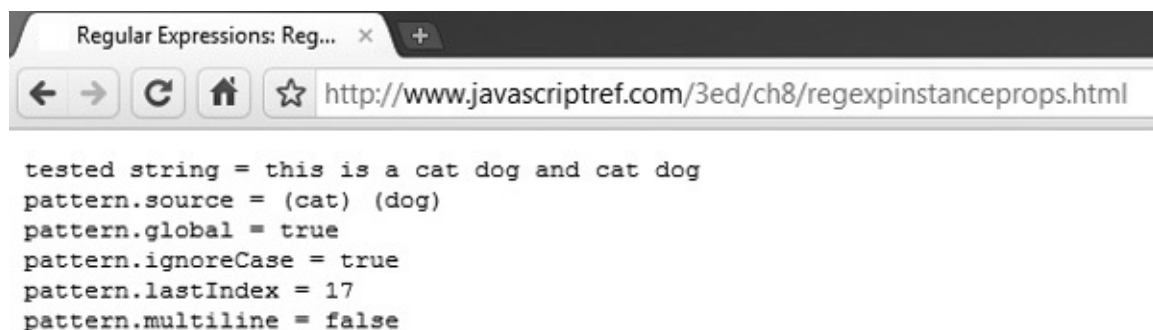 Regular Expressions: Reg...
http://www.javascriptref.com/3ed/ch8/regexpinstanceprops.html
tested string = this is a cat dog and cat dog
pattern.source = (cat) (dog)
pattern.global = true
pattern.ignoreCase = true
pattern.lastIndex = 17
pattern.multiline = false